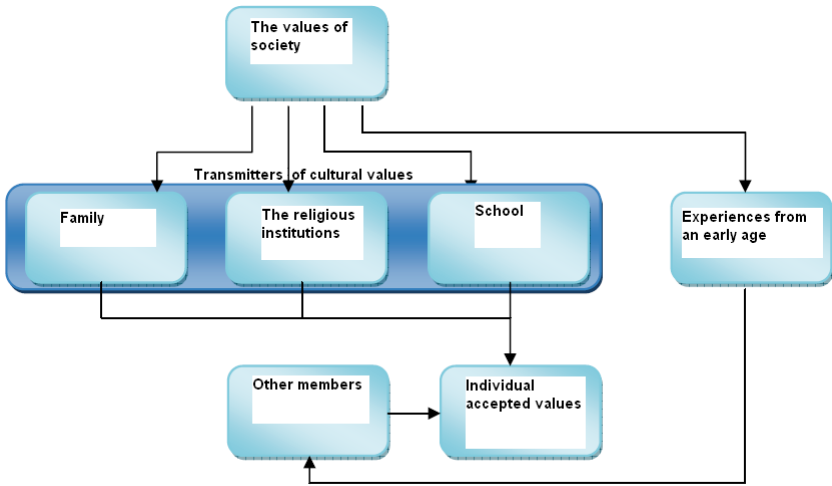 The values of
society
Transmitters of cultural values
Family
The religious
institutions
School
Experiences from
an early age
Other members
Individual
accepted values